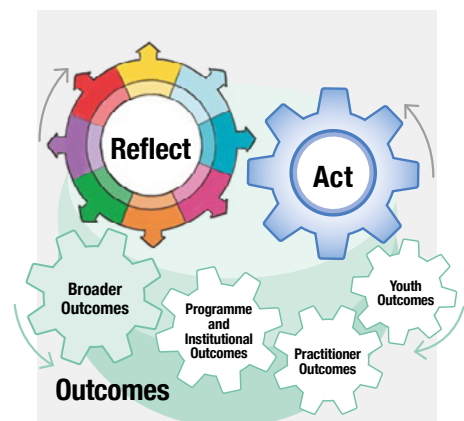 Reflect
Act
Broader
Outcomes
Programme
and
Institutional
Outcomes
Practitioner
Outcomes
Youth
Outcomes
Outcomes